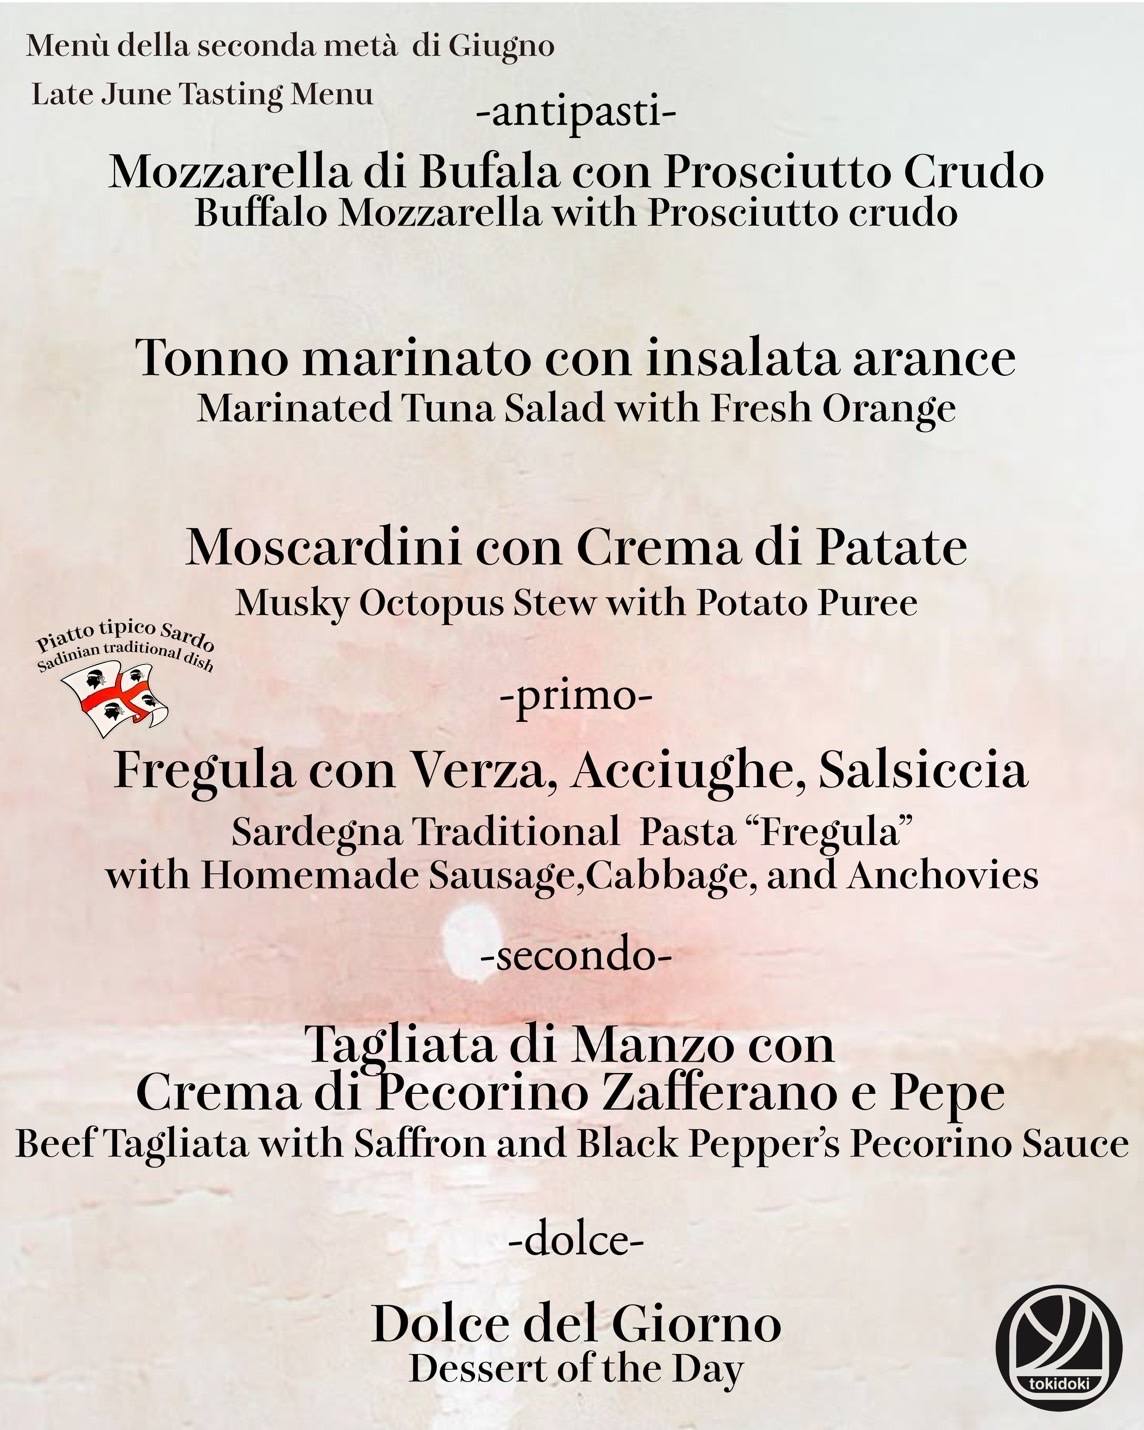 Menù della seconda metà di Giugno
Late June Tasting Menu
-antipasti-
Mozzarella di Bufala con Prosciutto Crudo
Buffalo Mozzarella with Prosciutto crudo
Tonno marinato con insalata arance
Marinated Tuna Salad with Fresh Orange
Moscardini con Crema di Patate
Musky Octopus Stew with Potato Puree
Piatto tipico Sardo
Sadinian traditional dish
-primo-
Fregula con Verza, Acciughe, Salsiccia
Sardegna Traditional Pasta “Fregula”
with Homemade Sausage,Cabbage, and Anchovies
-secondo-
Tagliata di Manzo con
Crema di Pecorino Zafferano e Pepe
Beef Tagliata with Saffron and Black Pepper’s Pecorino Sauce
-dolce-
Dolce del Giorno
Dessert of the Day
tokidoki